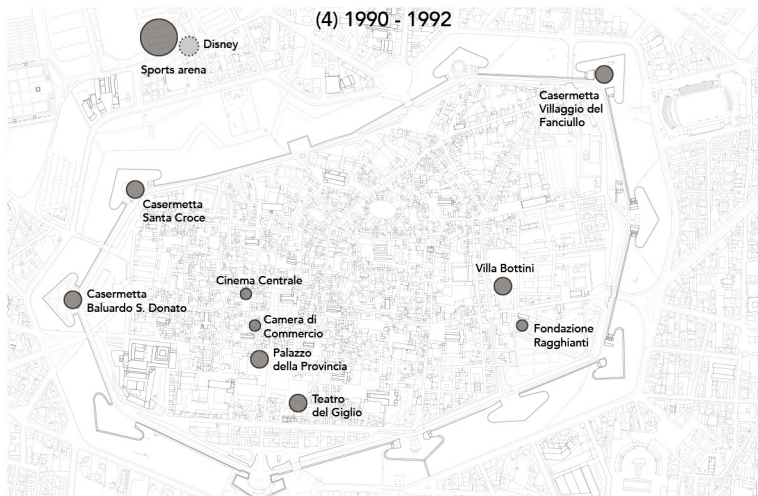 (4) 1990 - 1992
Disney
Sports arena
Casermetta
Villaggio del
Fanciullo
Casermetta
Santa Croce
Cinema Centrale
Villa Bottini
Casermetta
Baluardo S. Donato
Camera di
Commercio
Fondazione
Ragghianti
Palazzo
della Provincia
Teatro
del Giglio